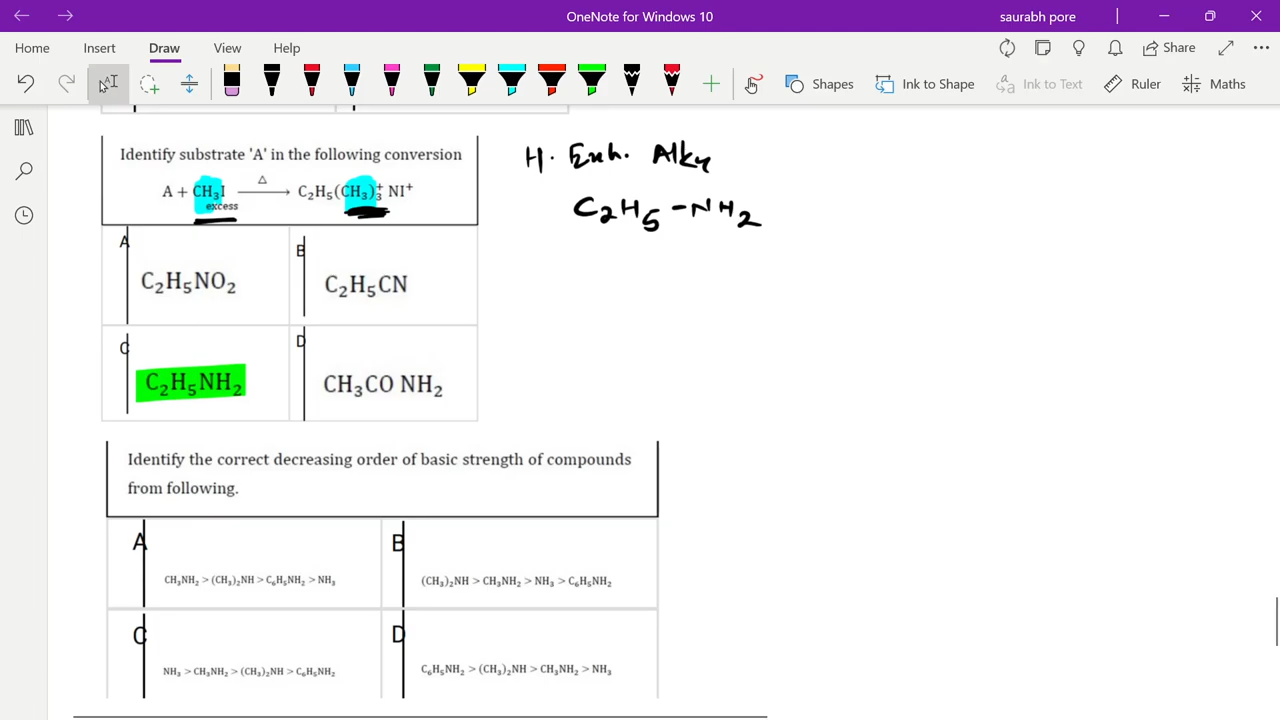 OneNote for Windows 10
saurabh pore
Home Insert Draw View Help
Share
Shapes Ink to Shape Ink to Text Ruler Maths
Identify substrate 'A' in the following conversion
A + CH₃I △ → C₂H₅(CH₃)₃⁺ NI⁺
excess
H. Exh. Alky
C₂H₅ - NH₂
A
C₂H₅NO₂
B
C₂H₅CN
C
C₂H₅NH₂
D
CH₃CO NH₂
Identify the correct decreasing order of basic strength of compounds
from following.
A
CH₃NH₂ > (CH₃)₂NH > C₆H₅NH₂ > NH₃
B
(CH₃)₂NH > CH₃NH₂ > NH₃ > C₆H₅NH₂
C
NH₃ > CH₃NH₂ > (CH₃)₂NH > C₆H₅NH₂
D
C₆H₅NH₂ > (CH₃)₂NH > CH₃NH₂ > NH₃